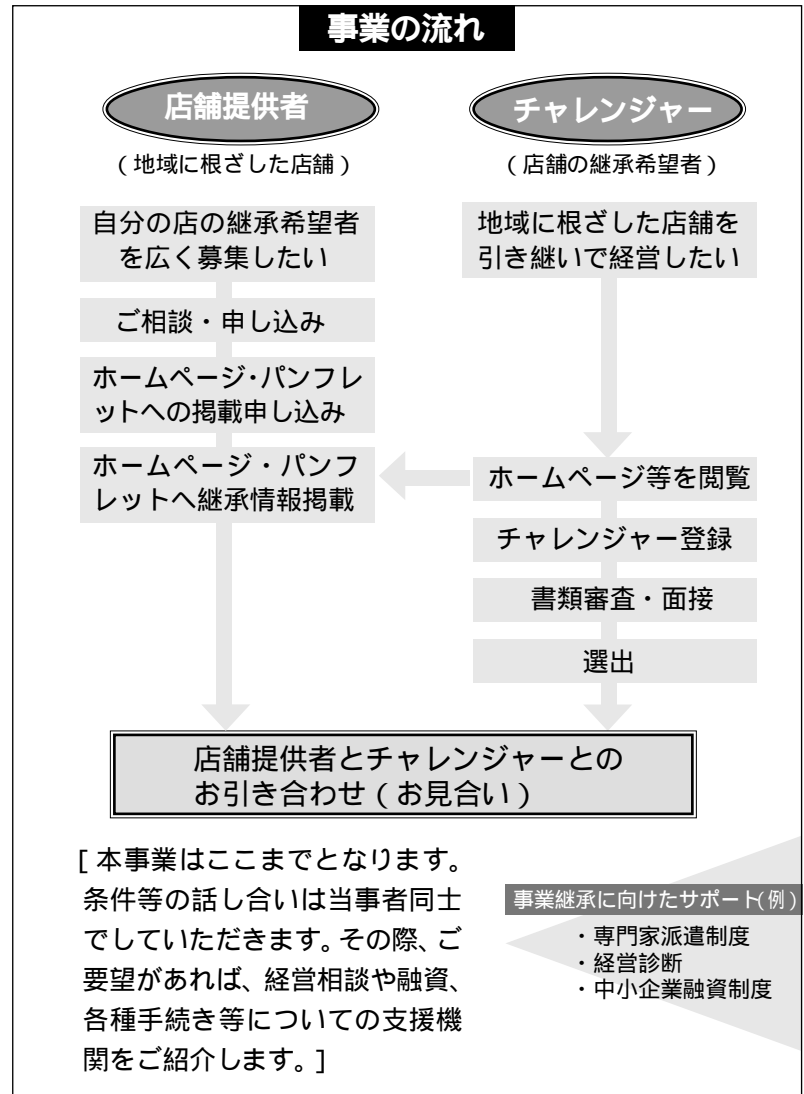 事業の流れ
店舗提供者
(地域に根ざした店舗)
自分の店の継承希望者
を広く募集したい
ご相談・申し込み
ホームページ・パンフレ
ットへの掲載申し込み
ホームページ・パンフ
レットへ継承情報掲載
チャレンジャー
(店舗の継承希望者)
地域に根ざした店舗を
引き継いで経営したい
ホームページ等を閲覧
チャレンジャー登録
書類審査・面接
選出
店舗提供者とチャレンジャーとの
お引き合わせ(お見合い)
[本事業はここまでとなります。
条件等の話し合いは当事者同士
でしていただきます。その際、ご
要望があれば、経営相談や融資、
各種手続き等についての支援機
関をご紹介します。]
事業継承に向けたサポート(例)
・専門家派遣制度
・経営診断
・中小企業融資制度